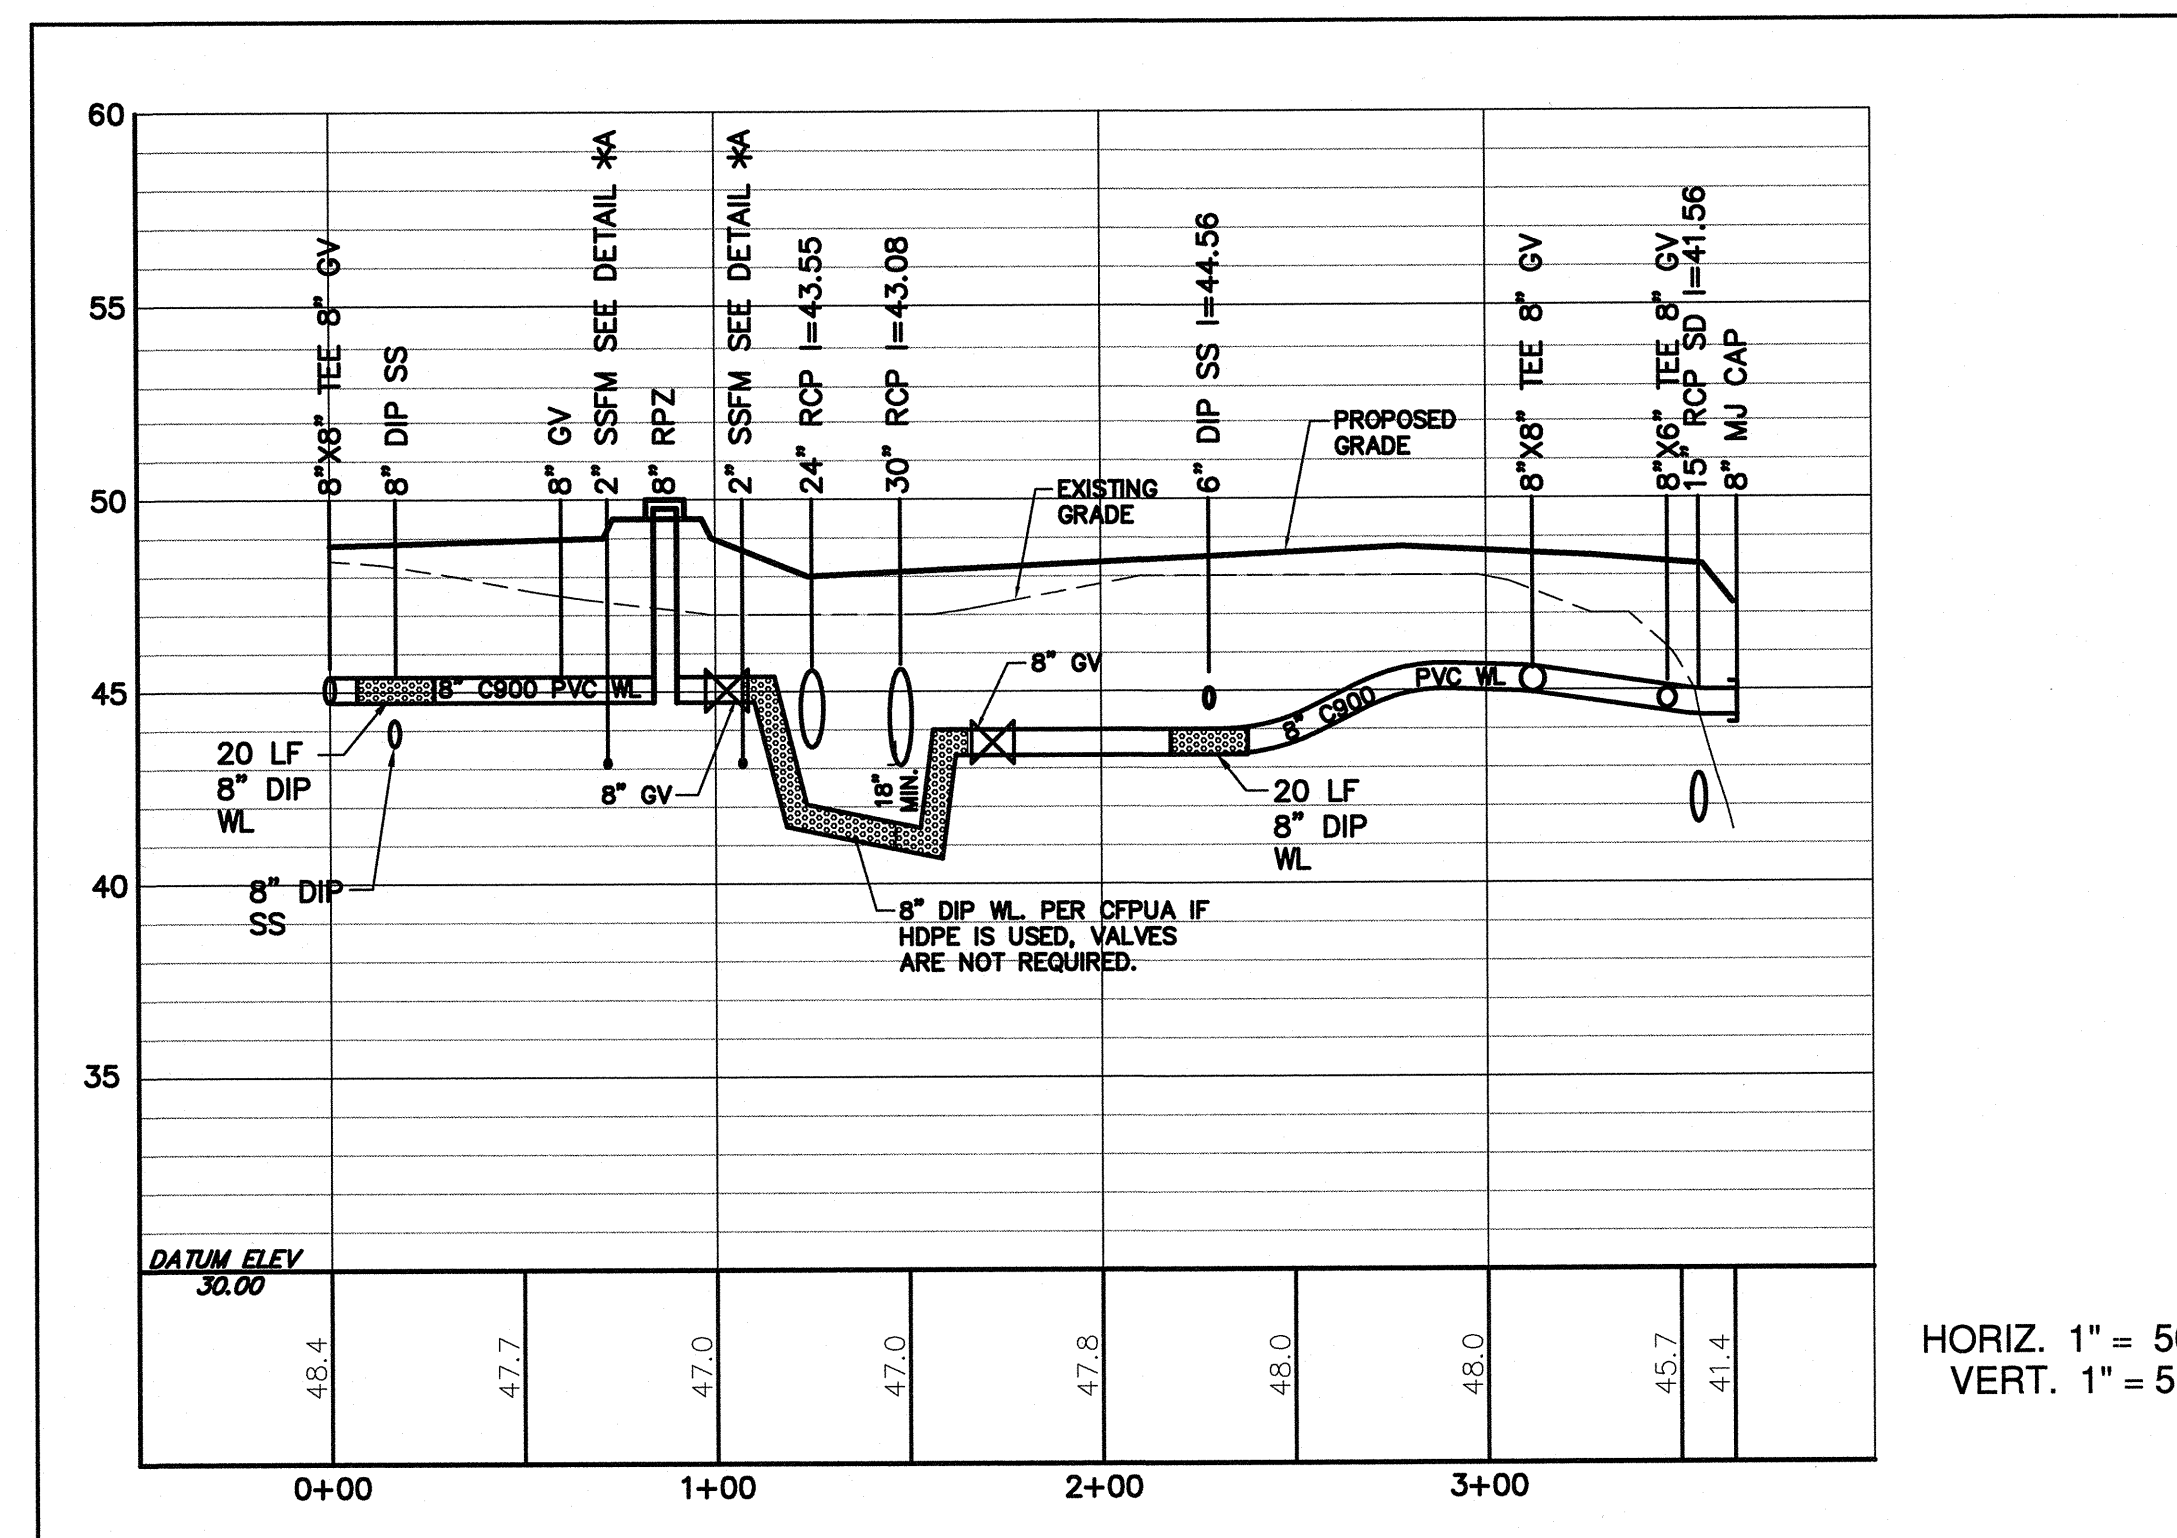 60
55
50
45
40
35
8"X8" TEE 8" GV
8" DIP SS
8" GV
2" SSFM SEE DETAIL *A
8" RPZ
2" SSFM SEE DETAIL *A
24" RCP I=43.55
30" RCP I=43.08
6" DIP SS I=44.56
8"X8" TEE 8" GV
8"X6" TEE 8" GV
15" RCP SD I=41.56
8" MJ CAP
PROPOSED
GRADE
EXISTING
GRADE
8" GV
8" C900 PVC WL
8" C900
PVC WL
20 LF
8" DIP
WL
8" GV
18"
MIN.
20 LF
8" DIP
WL
8" DIP
SS
8" DIP WL. PER CFPUA IF
HDPE IS USED, VALVES
ARE NOT REQUIRED.
DATUM ELEV
30.00
48.4
47.7
47.0
47.0
47.8
48.0
48.0
45.7
41.4
HORIZ. 1" =
VERT. 1" = 5
0+00
1+00
2+00
3+00